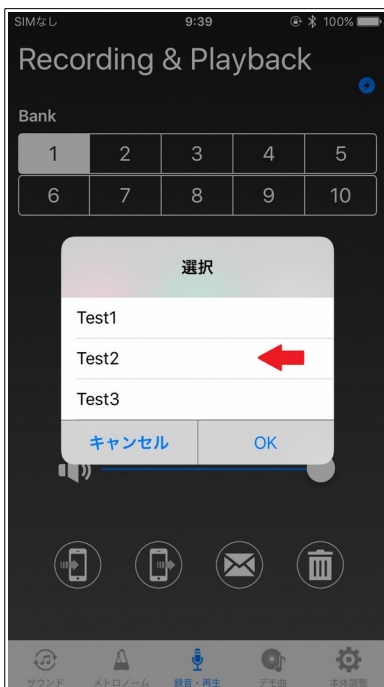 SIMなし 9:39 100%
Recording & Playback
Bank
1 2 3 4 5
6 7 8 9 10
選択
Test1
Test2
Test3
キャンセル OK
サウンド メトロノーム 録音・再生 デモ曲 本体調整